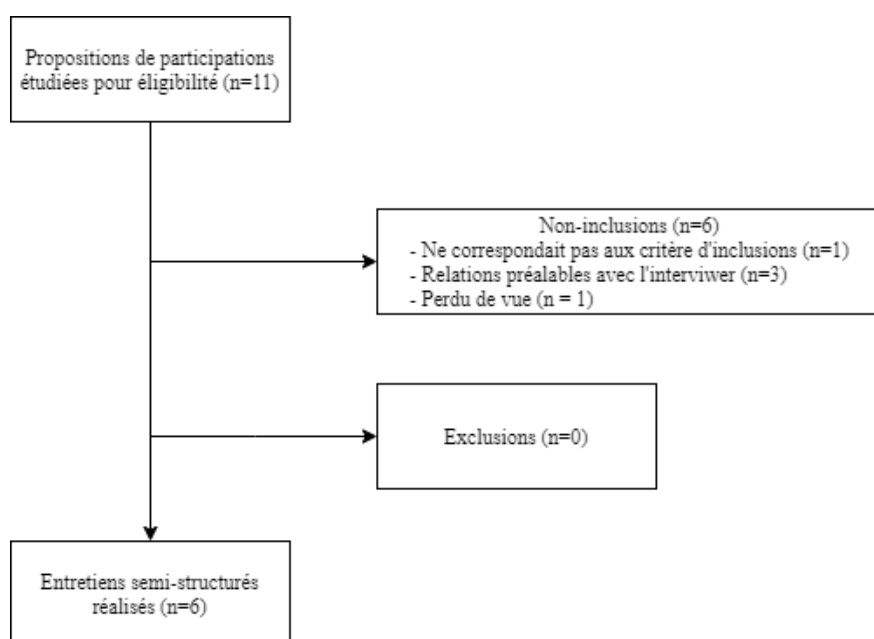 Propositions de participations
étudiées pour éligibilité (n=11)
Non-inclusions (n=6)
- Ne correspondait pas aux critère d'inclusions (n=1)
- Relations préalables avec l'interviwer (n=3)
- Perdu de vue (n = 1)
Exclusions (n=0)
Entretiens semi-structurés
réalisés (n=6)